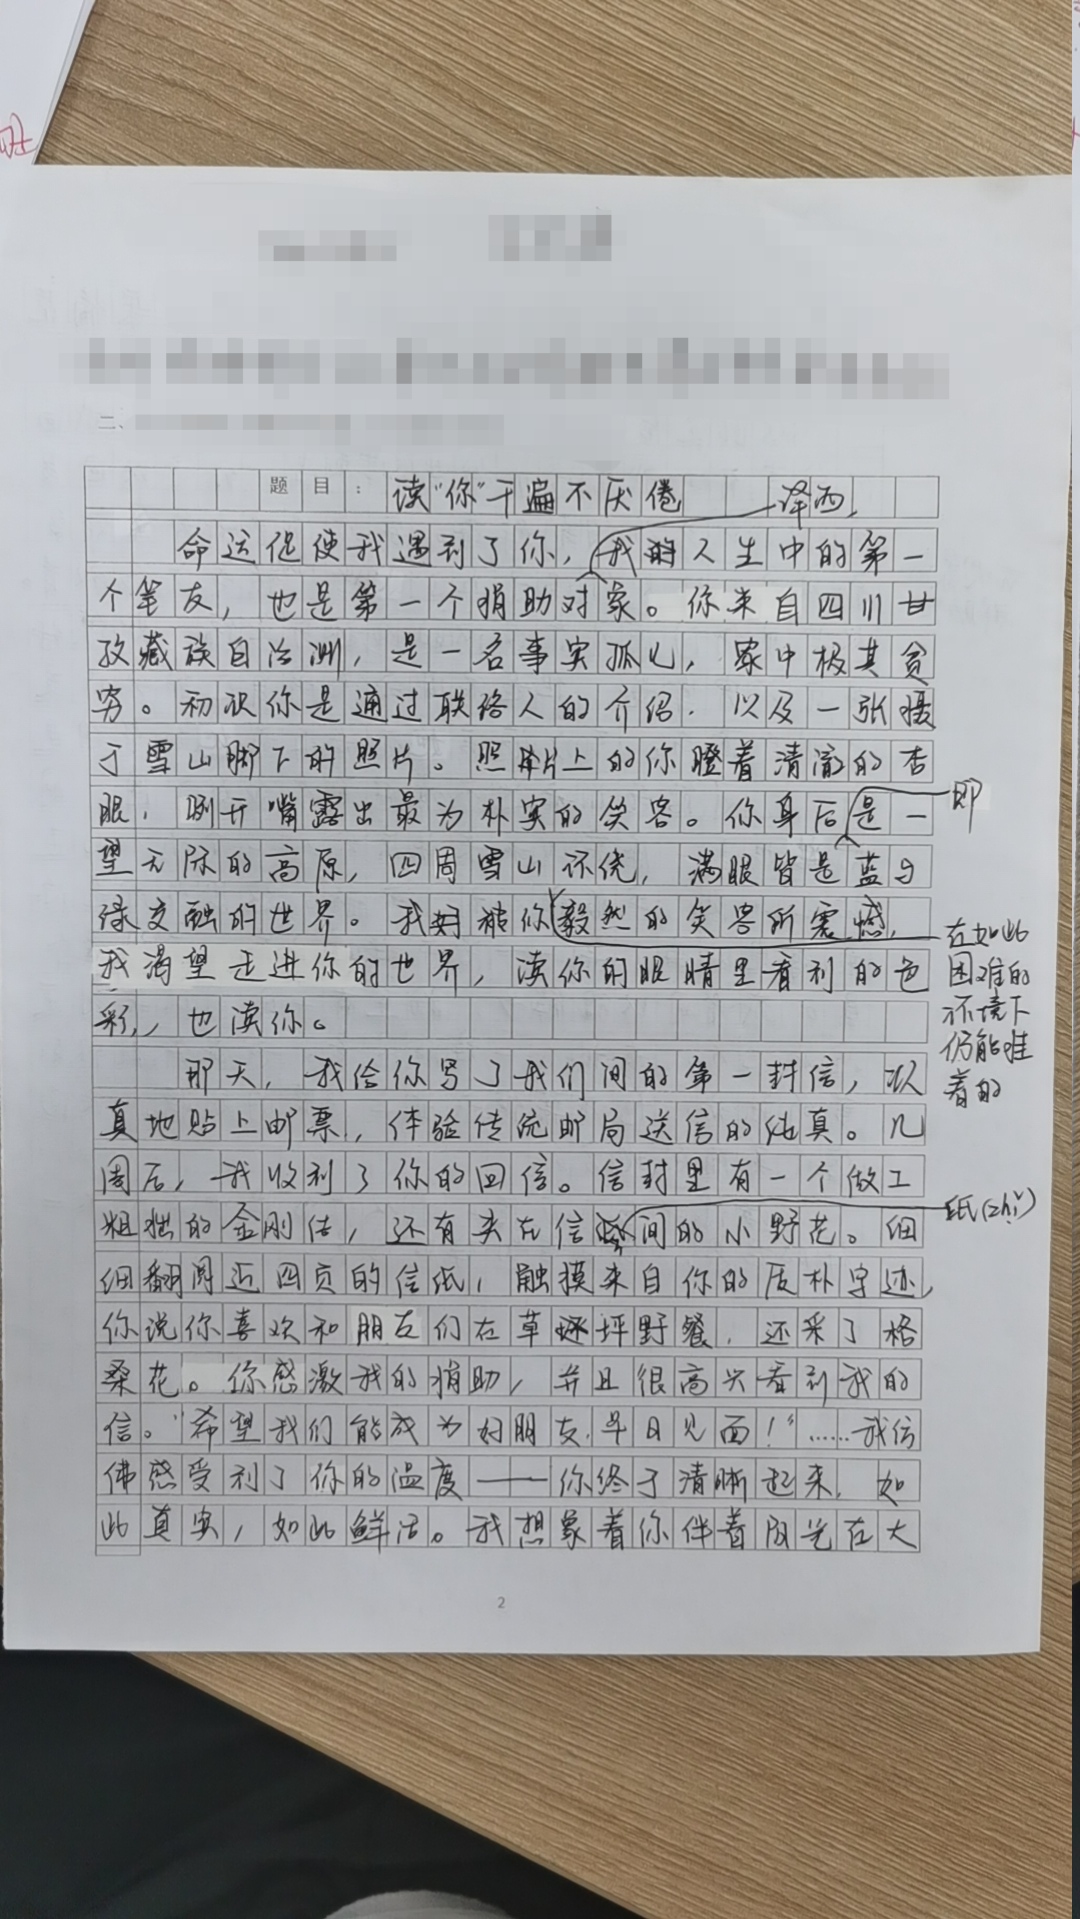 二、
题目：读“你”千遍不厌倦
泽西，
命运促使我遇到了你，我人生中的第一
个笔友，也是第一个捐助对象。你来自四川甘
孜藏族自治洲，是一名事实孤儿，家中极其贫
穷。初识你是通过联络人的介绍，以及一张摄
于雪山脚下的照片。照片上的你瞪着清澈的杏
眼，咧开嘴露出最为朴实的笑容。你身后是一
即
望无际的高原，四周雪山环绕，满眼皆是蓝与
绿交融的世界。我被你毅然的笑容所震撼，
在如此
困难的
环境下
仍能
着的
我渴望走进你的世界，读你的眼睛里看到的色
彩，也读你。
那天，我给你写了我们间的第一封信，认
真地贴上邮票，体验传统邮局送信的纯真。几
周后，我收到了你的回信。信封里有一个做工
粗拙的金刚结，还有夹在信间的小野花。细
纸(zhǐ)
细翻阅近四页的信纸，触摸来自你的质朴字迹，
你说你喜欢和朋友们在草坪野餐，还采了格
桑花。你感激我的捐助，并且很高兴看到我的
信。“希望我们能成为好朋友，早日见面！”……我仿
佛感受到了你的温度——你终于清晰起来，如
此真实，如此鲜活。我想象着你伴着阳光在大
2